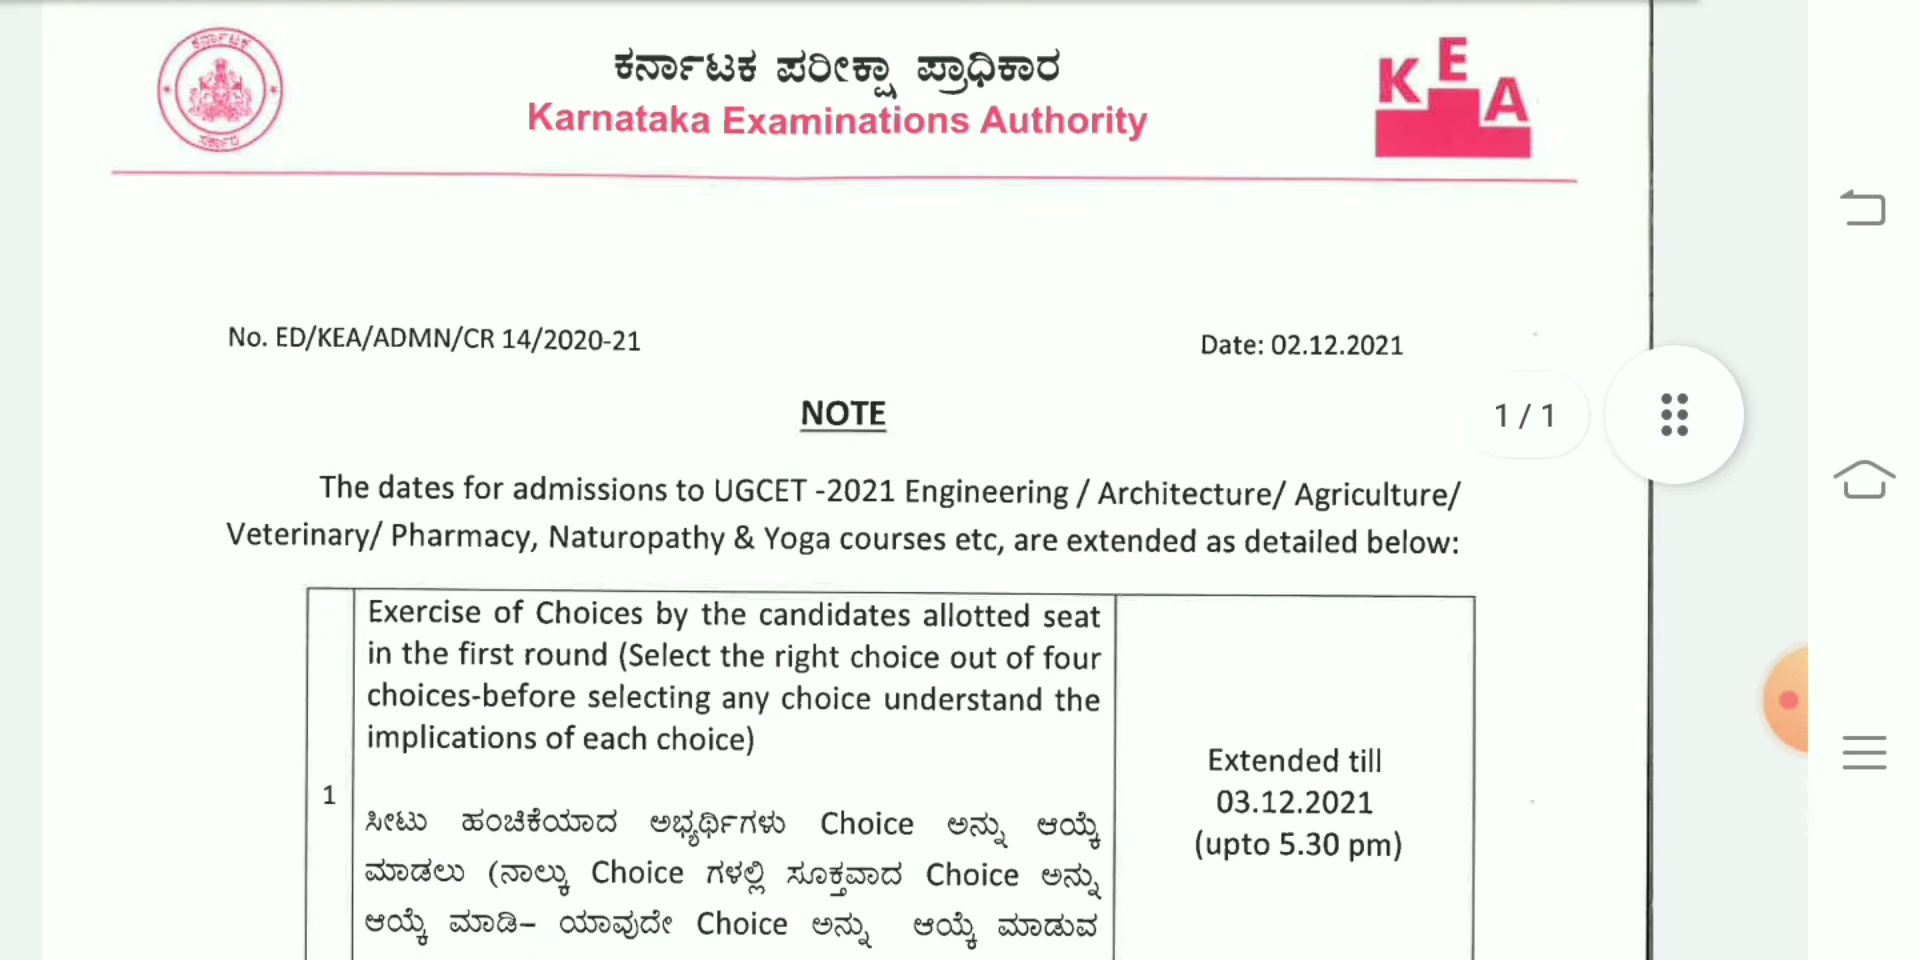 ಕರ್ನಾಟಕ
ಸರ್ಕಾರ
ಕರ್ನಾಟಕ ಪರೀಕ್ಷಾ ಪ್ರಾಧಿಕಾರ
Karnataka Examinations Authority
KEA
No. ED/KEA/ADMN/CR 14/2020-21
Date: 02.12.2021
NOTE
1 / 1
The dates for admissions to UGCET -2021 Engineering / Architecture/ Agriculture/
Veterinary/ Pharmacy, Naturopathy & Yoga courses etc, are extended as detailed below:
1
Exercise of Choices by the candidates allotted seat
in the first round (Select the right choice out of four
choices-before selecting any choice understand the
implications of each choice)
ಸೀಟು ಹಂಚಿಕೆಯಾದ ಅಭ್ಯರ್ಥಿಗಳು Choice ಅನ್ನು ಆಯ್ಕೆ
ಮಾಡಲು (ನಾಲ್ಕು Choice ಗಳಲ್ಲಿ ಸೂಕ್ತವಾದ Choice ಅನ್ನು
ಆಯ್ಕೆ ಮಾಡಿ– ಯಾವುದೇ Choice ಅನ್ನು ಆಯ್ಕೆ ಮಾಡುವ
Extended till
03.12.2021
(upto 5.30 pm)